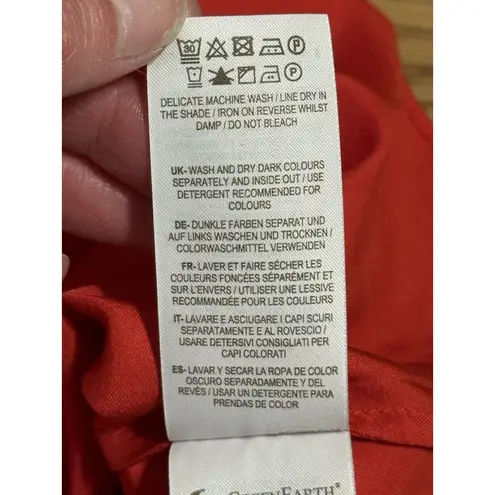 30 P
P
DELICATE MACHINE WASH / LINE DRY IN
THE SHADE / IRON ON REVERSE WHILST
DAMP / DO NOT BLEACH
UK- WASH AND DRY DARK COLOURS
SEPARATELY AND INSIDE OUT / USE
DETERGENT RECOMMENDED FOR
COLOURS
DE- DUNKLE FARBEN SEPARAT UND
AUF LINKS WASCHEN UND TROCKNEN /
COLORWASCHMITTEL VERWENDEN
FR- LAVER ET FAIRE SÉCHER LES
COULEURS FONCÉES SÉPARÉMENT ET
SUR L'ENVERS / UTILISER UNE LESSIVE
RECOMMANDÉE POUR LES COULEURS
IT- LAVARE E ASCIUGARE I CAPI SCURI
SEPARATAMENTE E AL ROVESCIO /
USARE DETERSIVI CONSIGLIATI PER
CAPI COLORATI
ES- LAVAR Y SECAR LA ROPA DE COLOR
OSCURO SEPARADAMENTE Y DEL
REVÉS / USAR UN DETERGENTE PARA
PRENDAS DE COLOR
GREENEARTH®